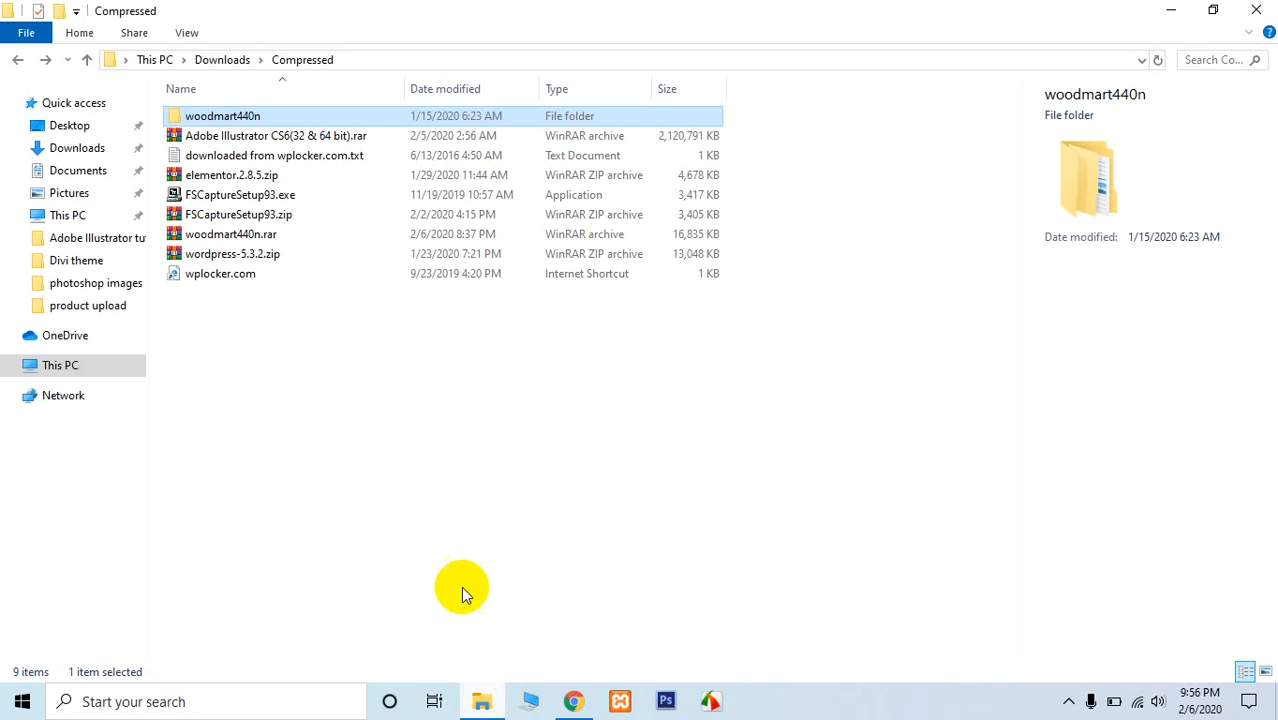 Compressed
File Home Share View
This PC > Downloads > Compressed Search Co...
Name Date modified Type Size
Quick access
Desktop
Downloads
Documents
Pictures
This PC
Adobe Illustrator tu
Divi theme
photoshop images
product upload
OneDrive
This PC
Network
woodmart440n 1/15/2020 6:23 AM File folder
Adobe Illustrator CS6(32 & 64 bit).rar 2/5/2020 2:56 AM WinRAR archive 2,120,791 KB
downloaded from wplocker.com.txt 6/13/2016 4:50 AM Text Document 1 KB
elementor.2.8.5.zip 1/29/2020 11:44 AM WinRAR ZIP archive 4,678 KB
FSCaptureSetup93.exe 11/19/2019 10:57 AM Application 3,417 KB
FSCaptureSetup93.zip 2/2/2020 4:15 PM WinRAR ZIP archive 3,405 KB
woodmart440n.rar 2/6/2020 8:37 PM WinRAR archive 16,835 KB
wordpress-5.3.2.zip 1/23/2020 7:21 PM WinRAR ZIP archive 13,048 KB
wplocker.com 9/23/2019 4:20 PM Internet Shortcut 1 KB
woodmart440n
File folder
Date modified: 1/15/2020 6:23 AM
9 items 1 item selected
Start your search
Ps
9:56 PM
2/6/2020